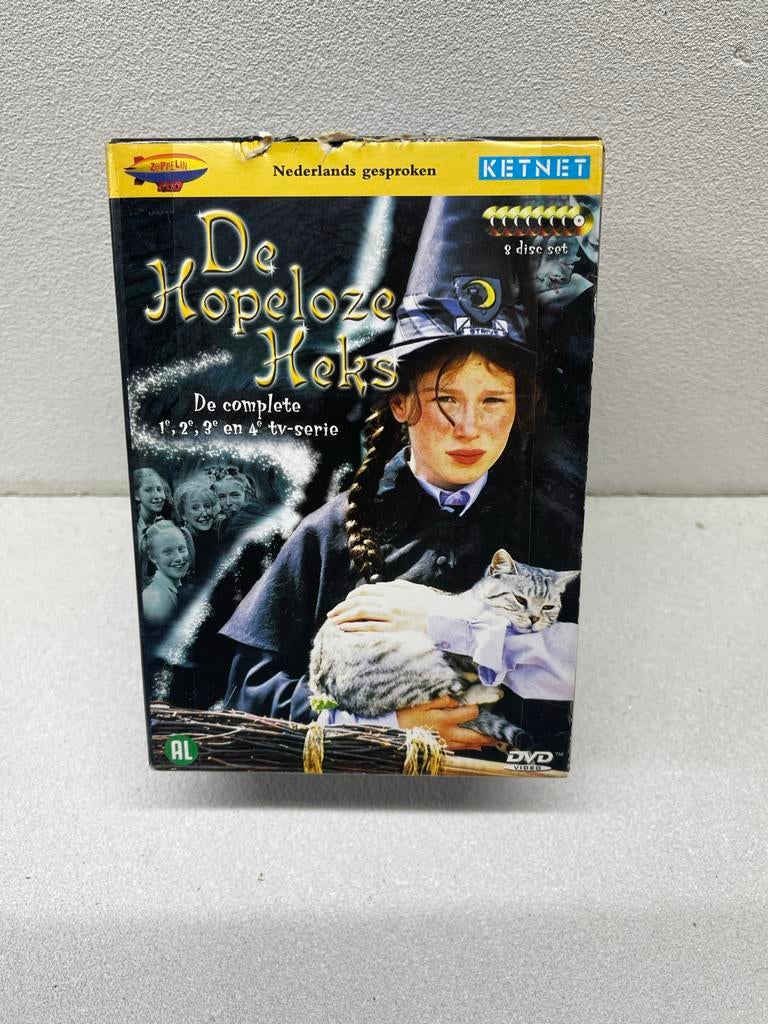 ZEPPELIN
Nederlands gesproken
KETNET
8 disc set
De
Hopeloze
Heks
De complete
1e, 2e, 3e en 4e tv-serie
AL
DVD™
VIDEO